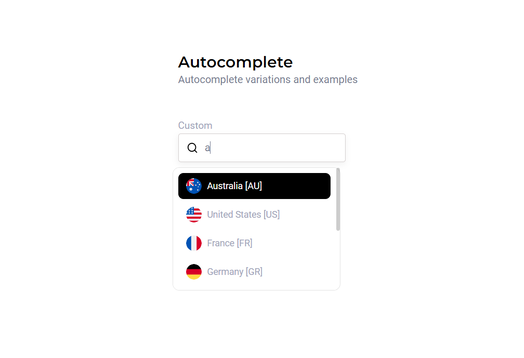 Autocomplete
Autocomplete variations and examples
Custom
a
Australia [AU]
United States [US]
France [FR]
Germany [GR]